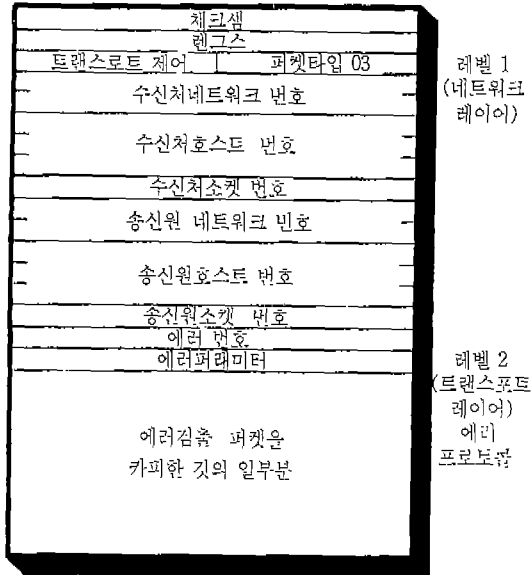 체크섬
렝그스
트랜스포트 제어
패켓타입 03
수신처네트워크 번호
수신처호스트 번호
수신처소켓 번호
송신원 네트워크 번호
송신원호스트 번호
송신원소켓 번호
에러 번호
에러퍼래미터
에러검출 패켓을
카피한 것의 일부분
레벨 1
(네트워크
레이어)
레벨 2
(트랜스포트
레이어)
에러
프로토콜